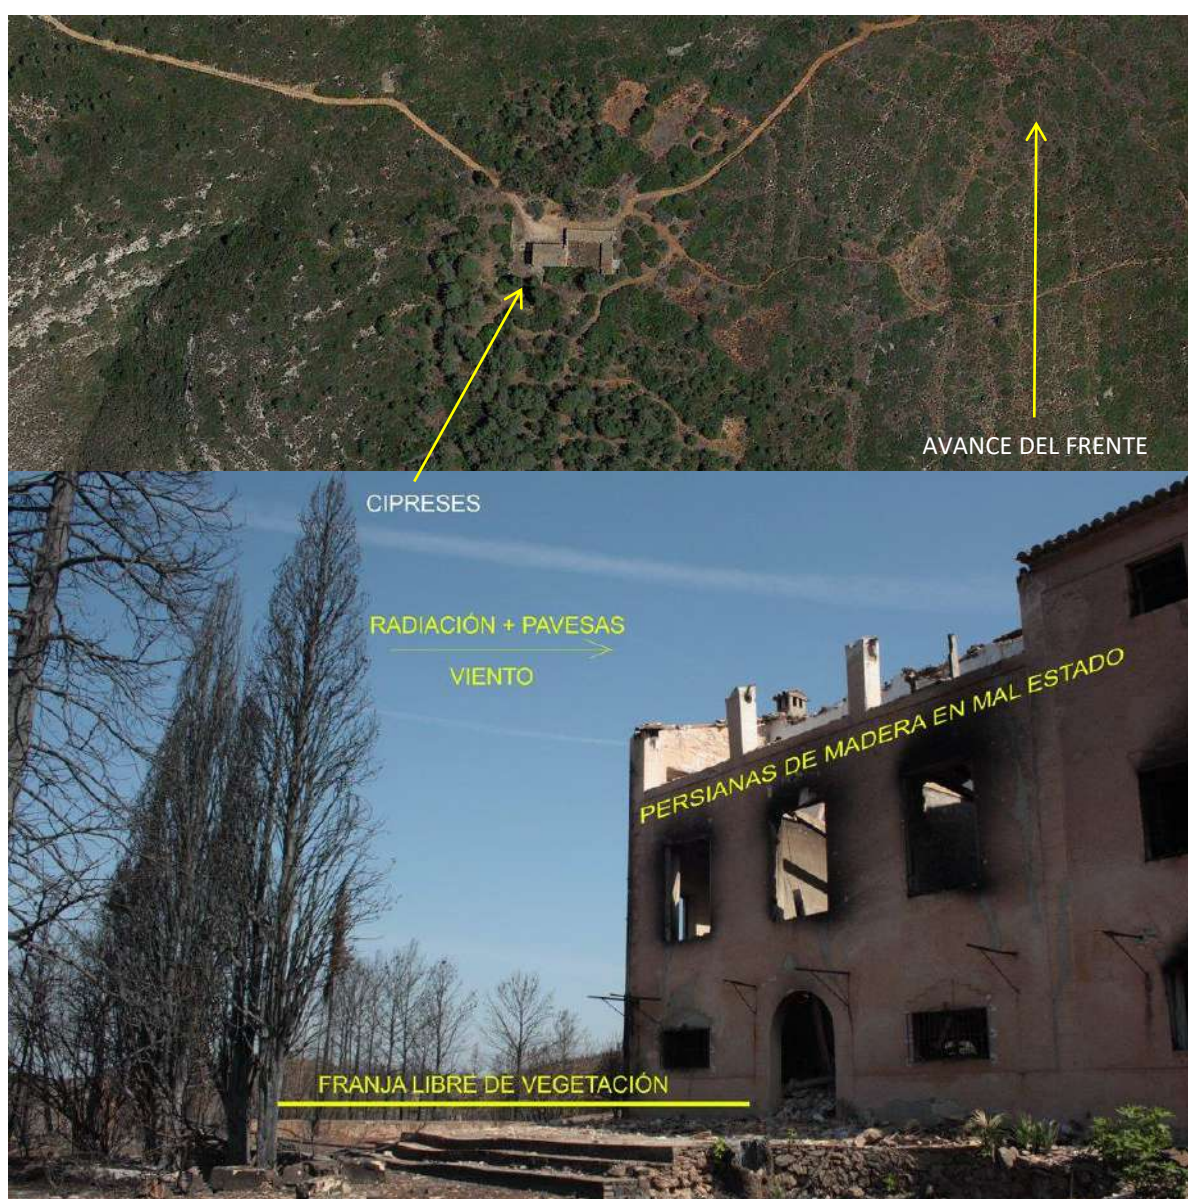 AVANCE DEL FRENTE
CIPRESES
RADIACIÓN + PAVESAS
VIENTO
PERSIANAS DE MADERA EN MAL ESTADO
FRANJA LIBRE DE VEGETACIÓN